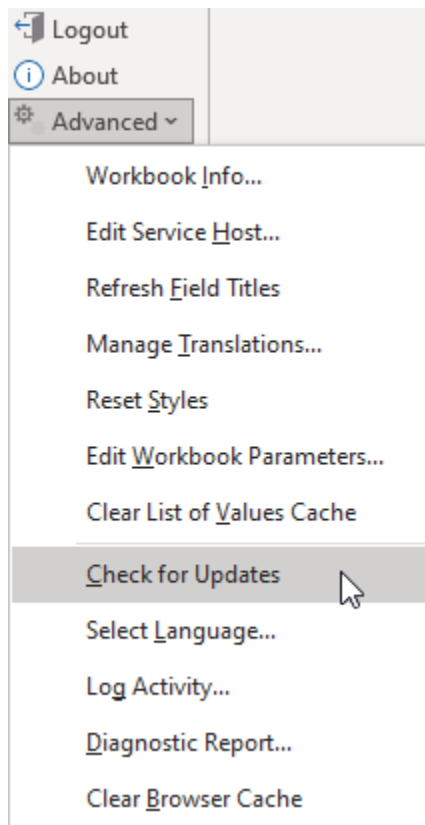 Logout
About
Advanced
Workbook Info...
Edit Service Host...
Refresh Field Titles
Manage Translations...
Reset Styles
Edit Workbook Parameters...
Clear List of Values Cache
Check for Updates
Select Language...
Log Activity...
Diagnostic Report...
Clear Browser Cache